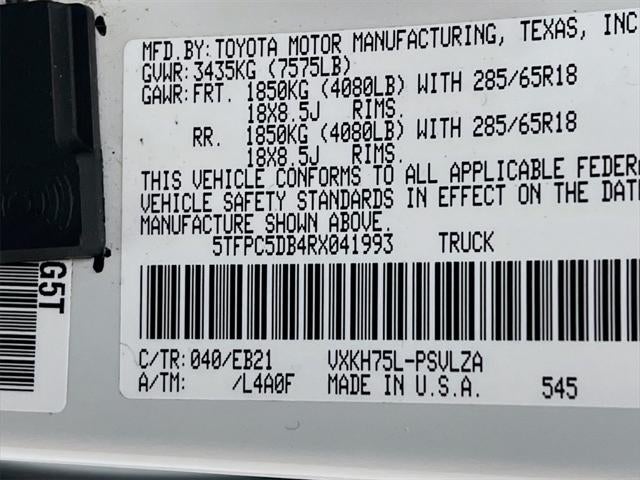 MFD. BY: TOYOTA MOTOR MANUFACTURING, TEXAS, INC
GVWR: 3435KG (7575LB)
GAWR: FRT. 1850KG (4080LB) WITH 285/65R18
18X8.5J RIMS.
RR. 1850KG (4080LB) WITH 285/65R18
18X8.5J RIMS.
THIS VEHICLE CONFORMS TO ALL APPLICABLE FEDERA
VEHICLE SAFETY STANDARDS IN EFFECT ON THE DAT
MANUFACTURE SHOWN ABOVE.
5TFPC5DB4RX041993 TRUCK
C/TR: 040/EB21 VXKH75L-PSVLZA
A/TM: /L4A0F MADE IN U.S.A. 545
G5T